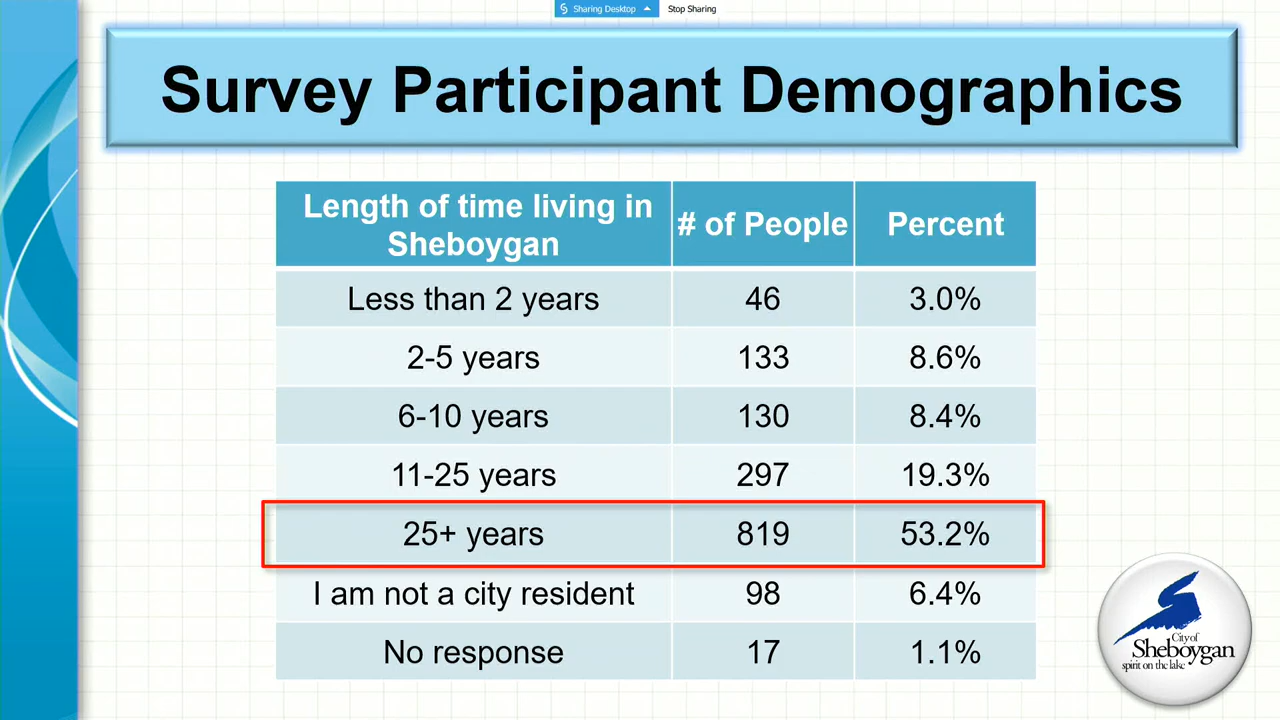 Sharing Desktop
Stop Sharing
Survey Participant Demographics
Length of time living in
Sheboygan
# of People
Percent
Less than 2 years 46 3.0%
2-5 years 133 8.6%
6-10 years 130 8.4%
11-25 years 297 19.3%
25+ years 819 53.2%
I am not a city resident 98 6.4%
No response 17 1.1%
City of
Sheboygan
spirit on the lake